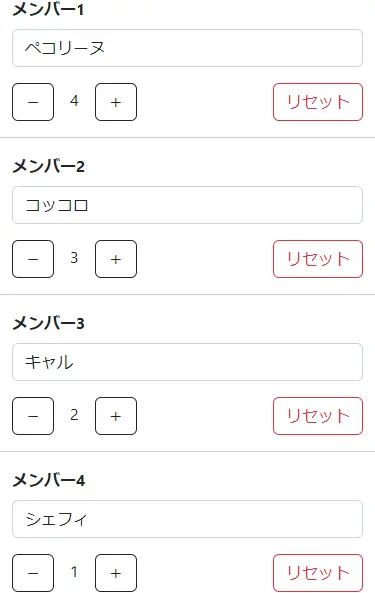 メンバー1
ペコリーヌ
− 4 + リセット
メンバー2
コッコロ
− 3 + リセット
メンバー3
キャル
− 2 + リセット
メンバー4
シェフィ
− 1 + リセット